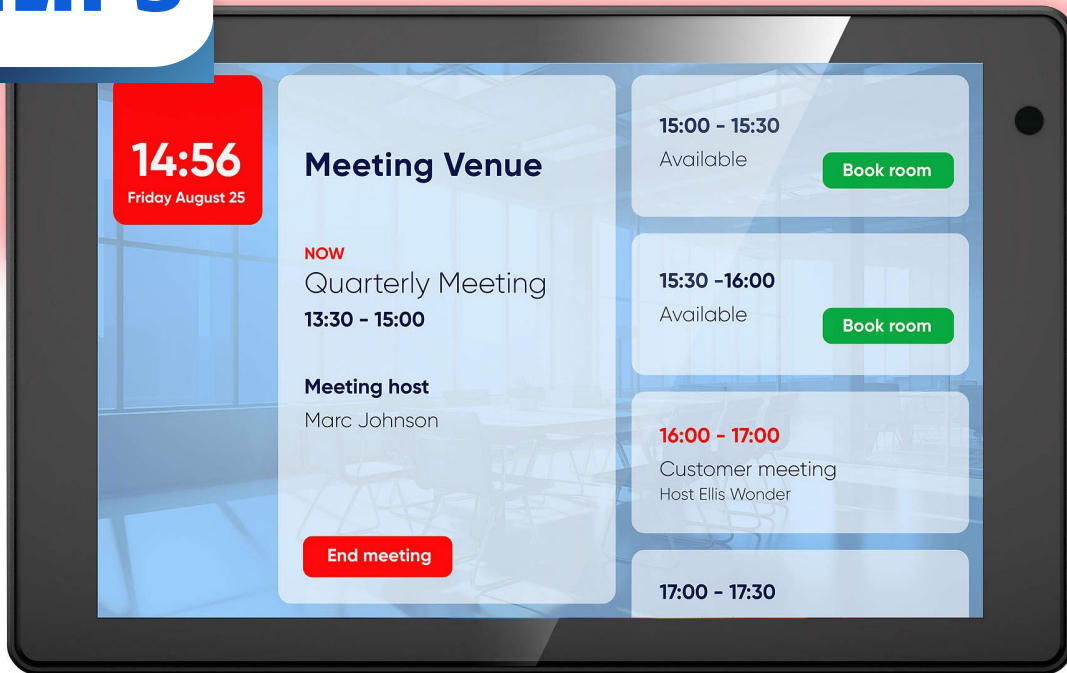 14:56
Friday August 25
Meeting Venue
NOW
Quarterly Meeting
13:30 - 15:00
Meeting host
Marc Johnson
End meeting
15:00 - 15:30
Available
Book room
15:30 -16:00
Available
Book room
16:00 - 17:00
Customer meeting
Host Ellis Wonder
17:00 - 17:30